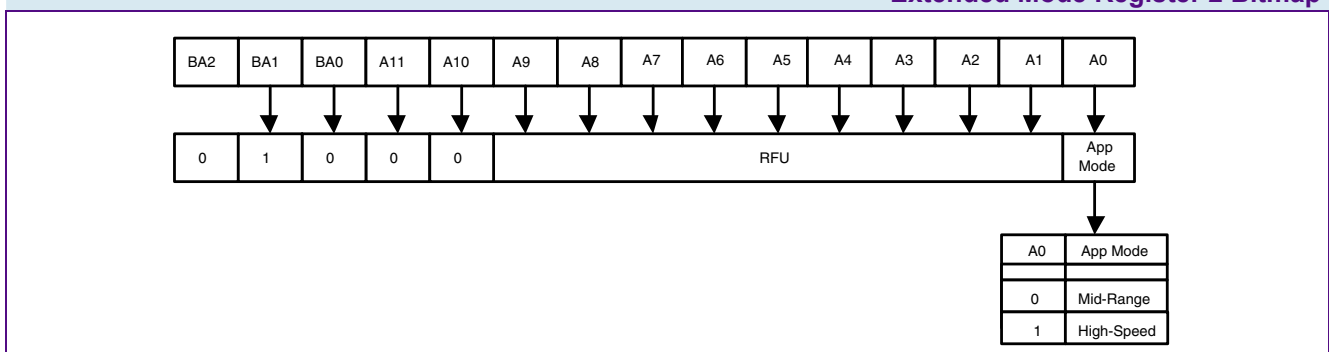 Extended Mode Register 2 Bitmap
BA2 BA1 BA0 A11 A10 A9 A8 A7 A6 A5 A4 A3 A2 A1 A0
0 1 0 0 0 RFU App Mode
A0 App Mode
0 Mid-Range
1 High-Speed